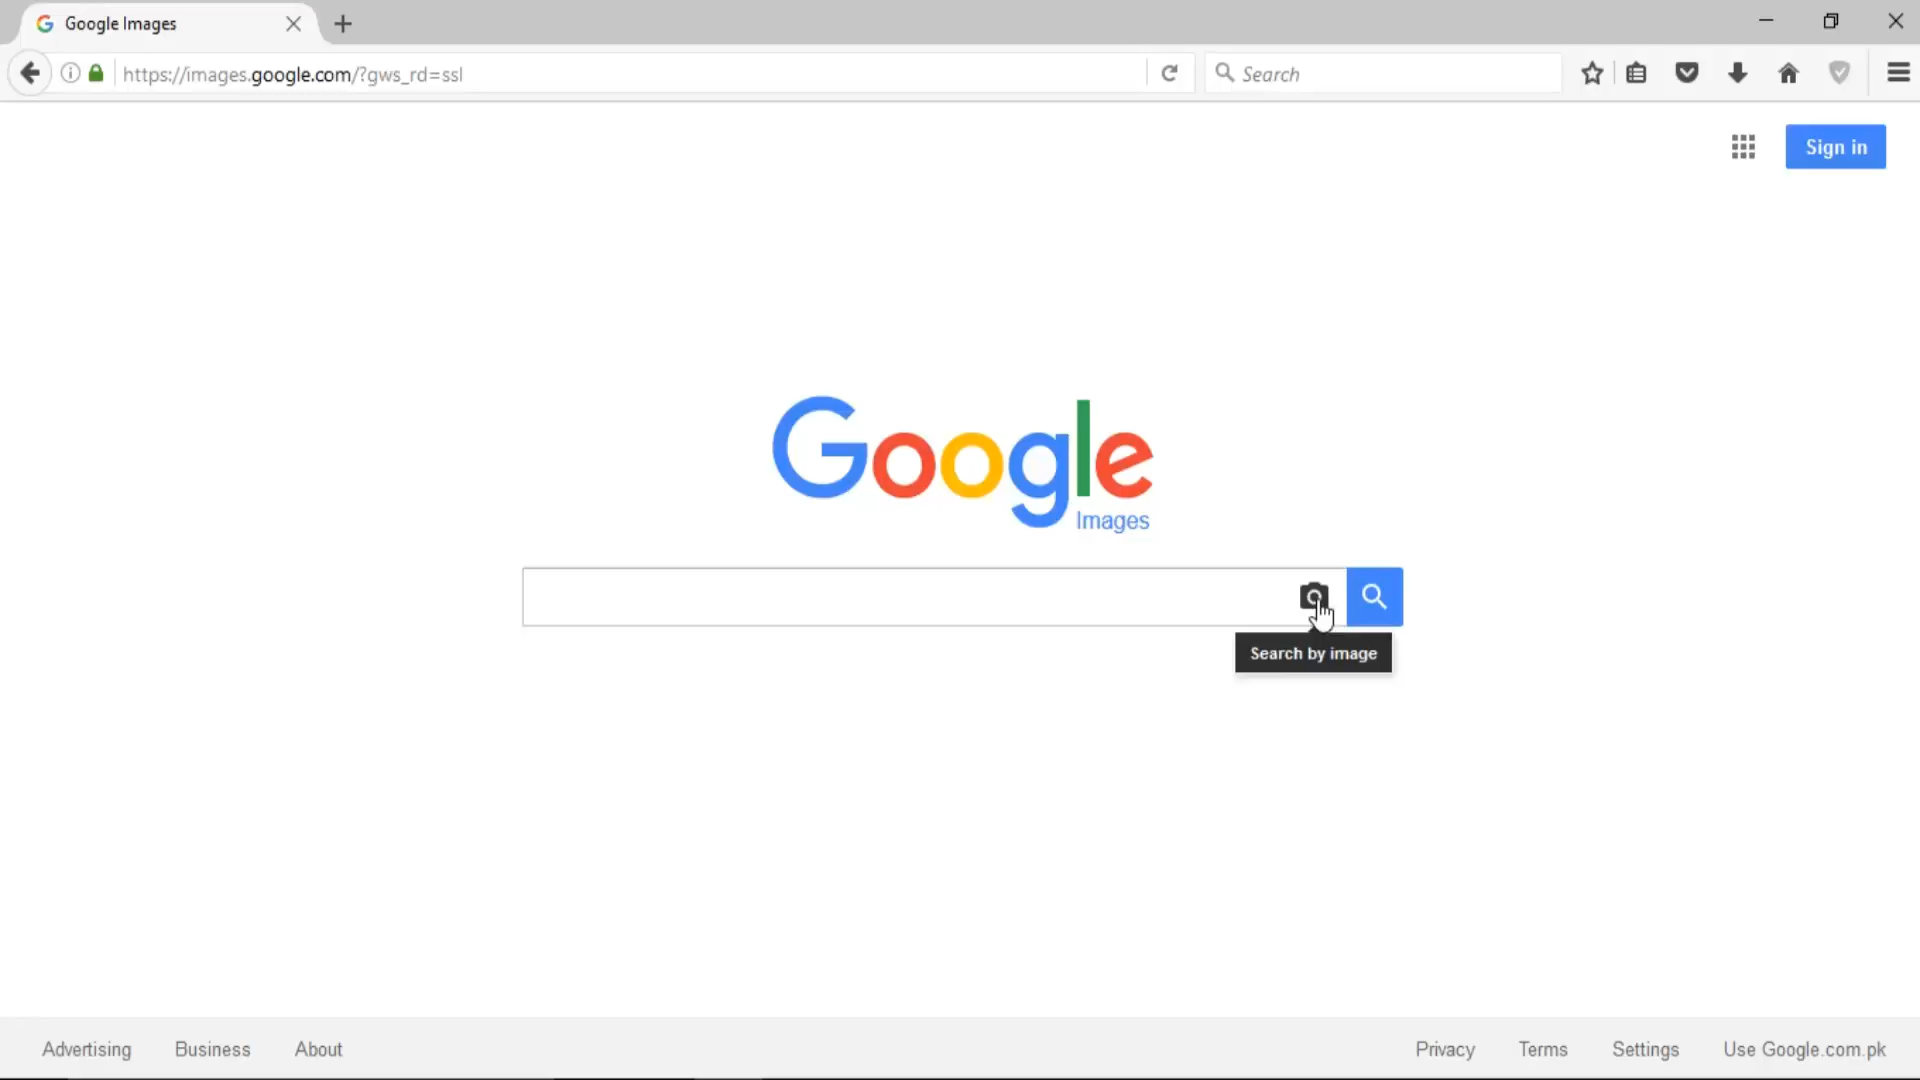 Google Images
https://images.google.com/?gws_rd=ssl
Search
Sign in
Google
Images
Search by image
Advertising Business About Privacy Terms Settings Use Google.com.pk